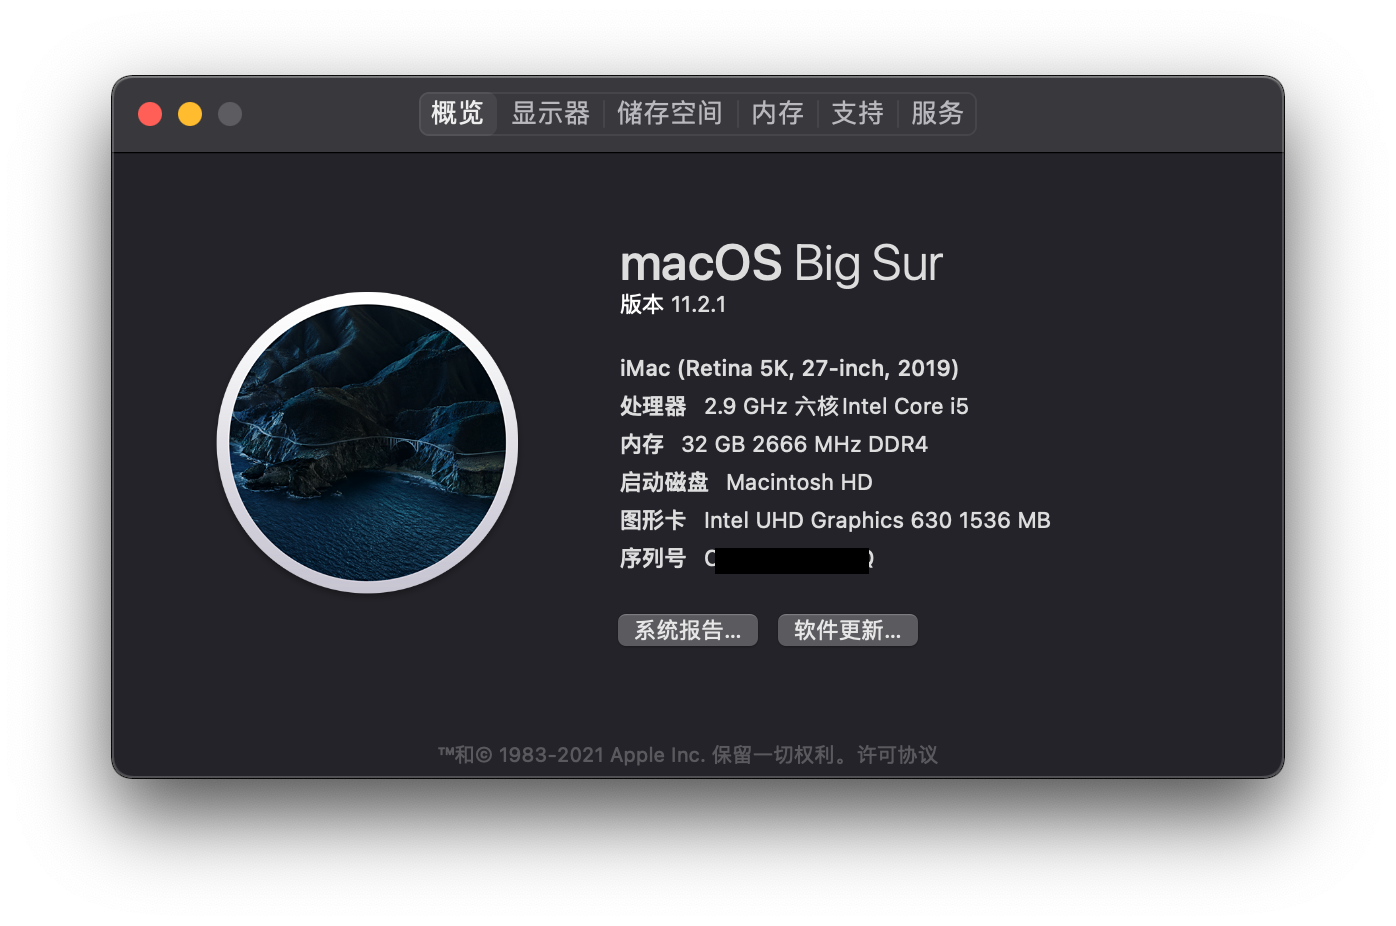 概览 显示器 储存空间 内存 支持 服务
macOS Big Sur
版本 11.2.1
iMac (Retina 5K, 27-inch, 2019)
处理器 2.9 GHz 六核Intel Core i5
内存 32 GB 2666 MHz DDR4
启动磁盘 Macintosh HD
图形卡 Intel UHD Graphics 630 1536 MB
序列号
系统报告... 软件更新...
™和© 1983-2021 Apple Inc. 保留一切权利。许可协议